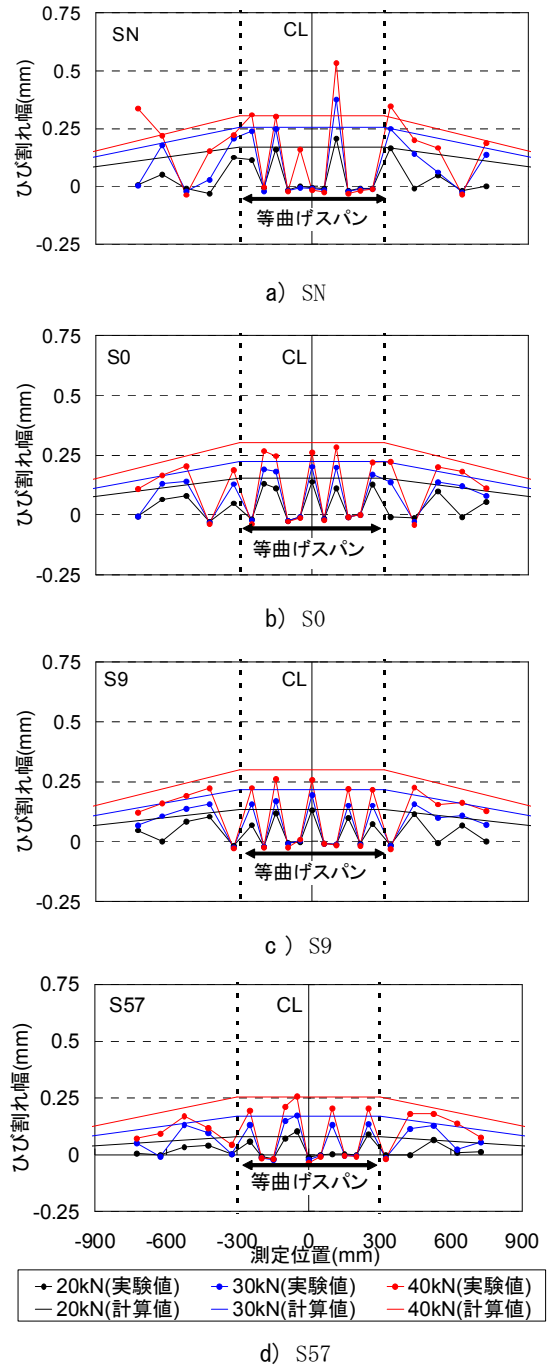 SN
CL
0.75
0.5
0.25
0
-0.25
ひび割れ幅(mm)
等曲げスパン
a) SN
S0
CL
0.75
0.5
0.25
0
-0.25
ひび割れ幅(mm)
等曲げスパン
b) S0
S9
CL
0.75
0.5
0.25
0
-0.25
ひび割れ幅(mm)
等曲げスパン
c ) S9
S57
CL
0.75
0.5
0.25
0
-0.25
ひび割れ幅(mm)
等曲げスパン
-900 -600 -300 0 300 600 900
測定位置(mm)
20kN(実験値) 30kN(実験値) 40kN(実験値)
20kN(計算値) 30kN(計算値) 40kN(計算値)
d) S57